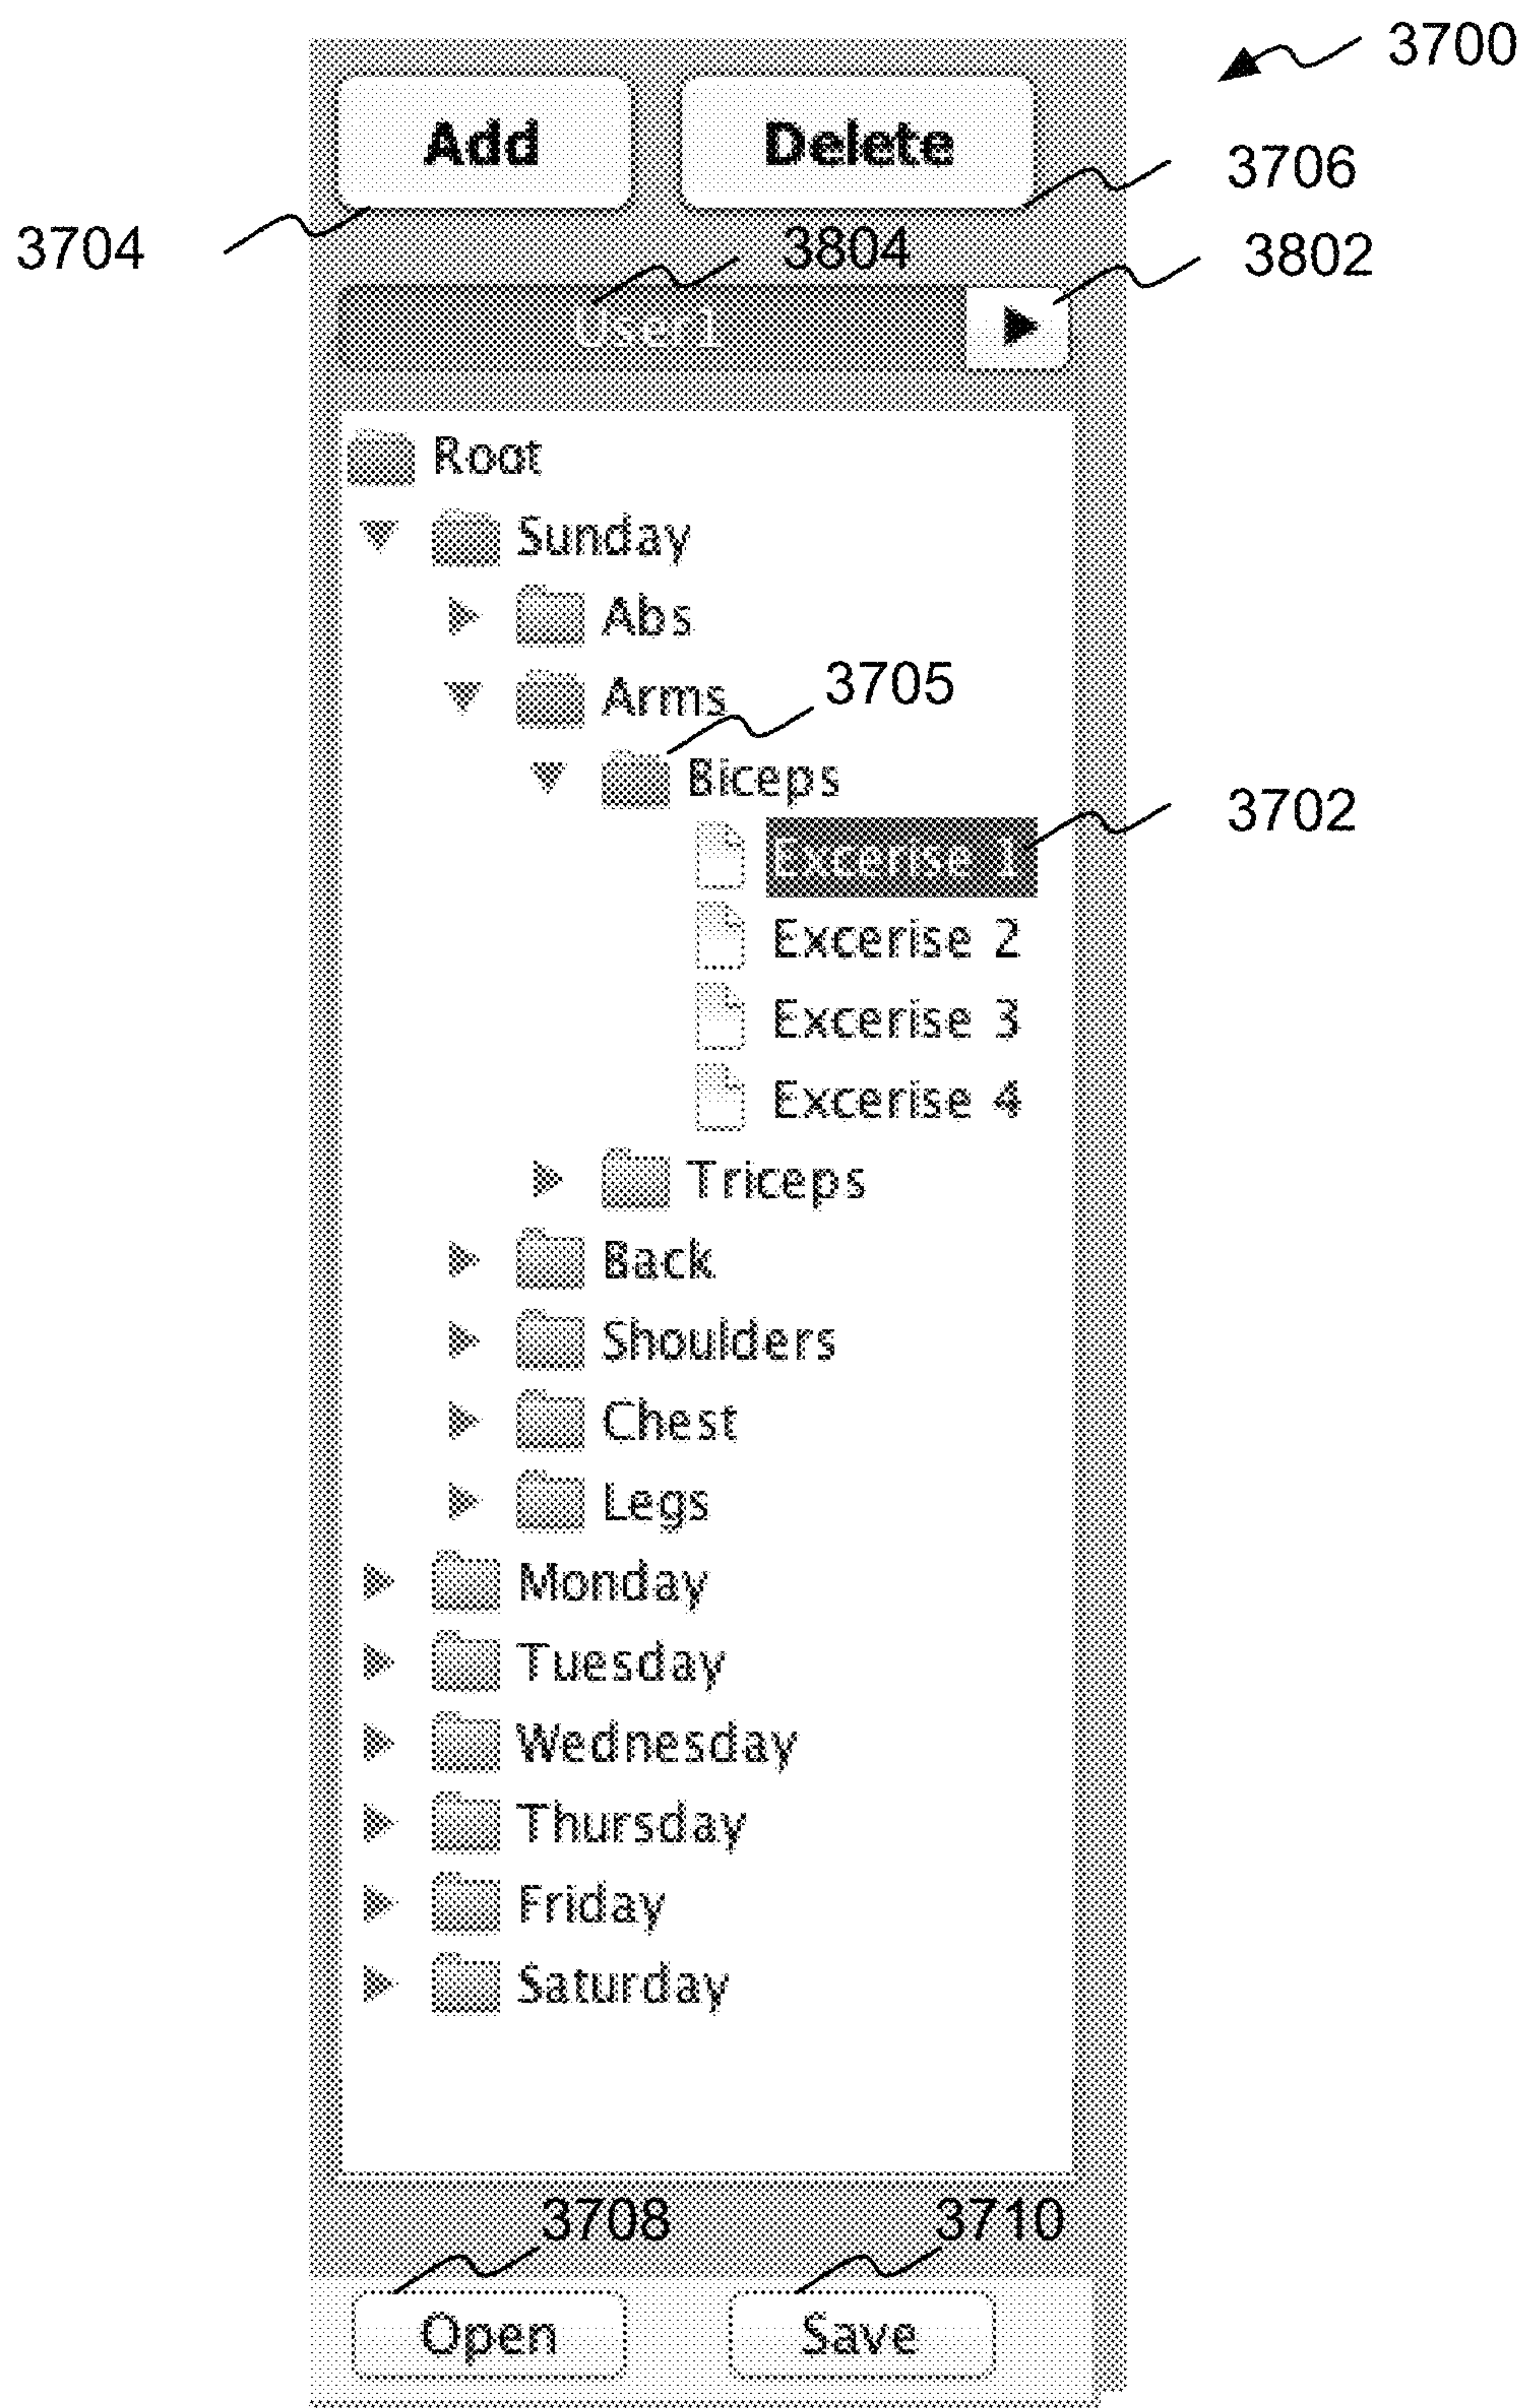 3700
Add
Delete
3706
3704
3804
3802
User1
Root
Sunday
Abs
Arms
3705
Biceps
3702
Excerise 1
Excerise 2
Excerise 3
Excerise 4
Triceps
Back
Shoulders
Chest
Legs
Monday
Tuesday
Wednesday
Thursday
Friday
Saturday
3708
3710
Open
Save